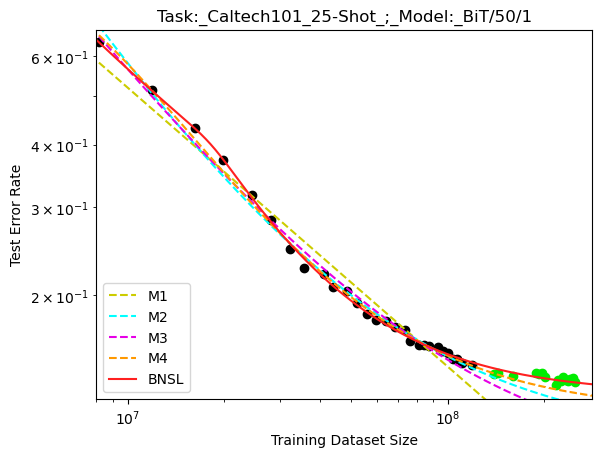 Task:_Caltech101_25-Shot_;_Model:_BiT/50/1
6 × 10⁻¹
4 × 10⁻¹
3 × 10⁻¹
2 × 10⁻¹
Test Error Rate
M1
M2
M3
M4
BNSL
10⁷
10⁸
Training Dataset Size